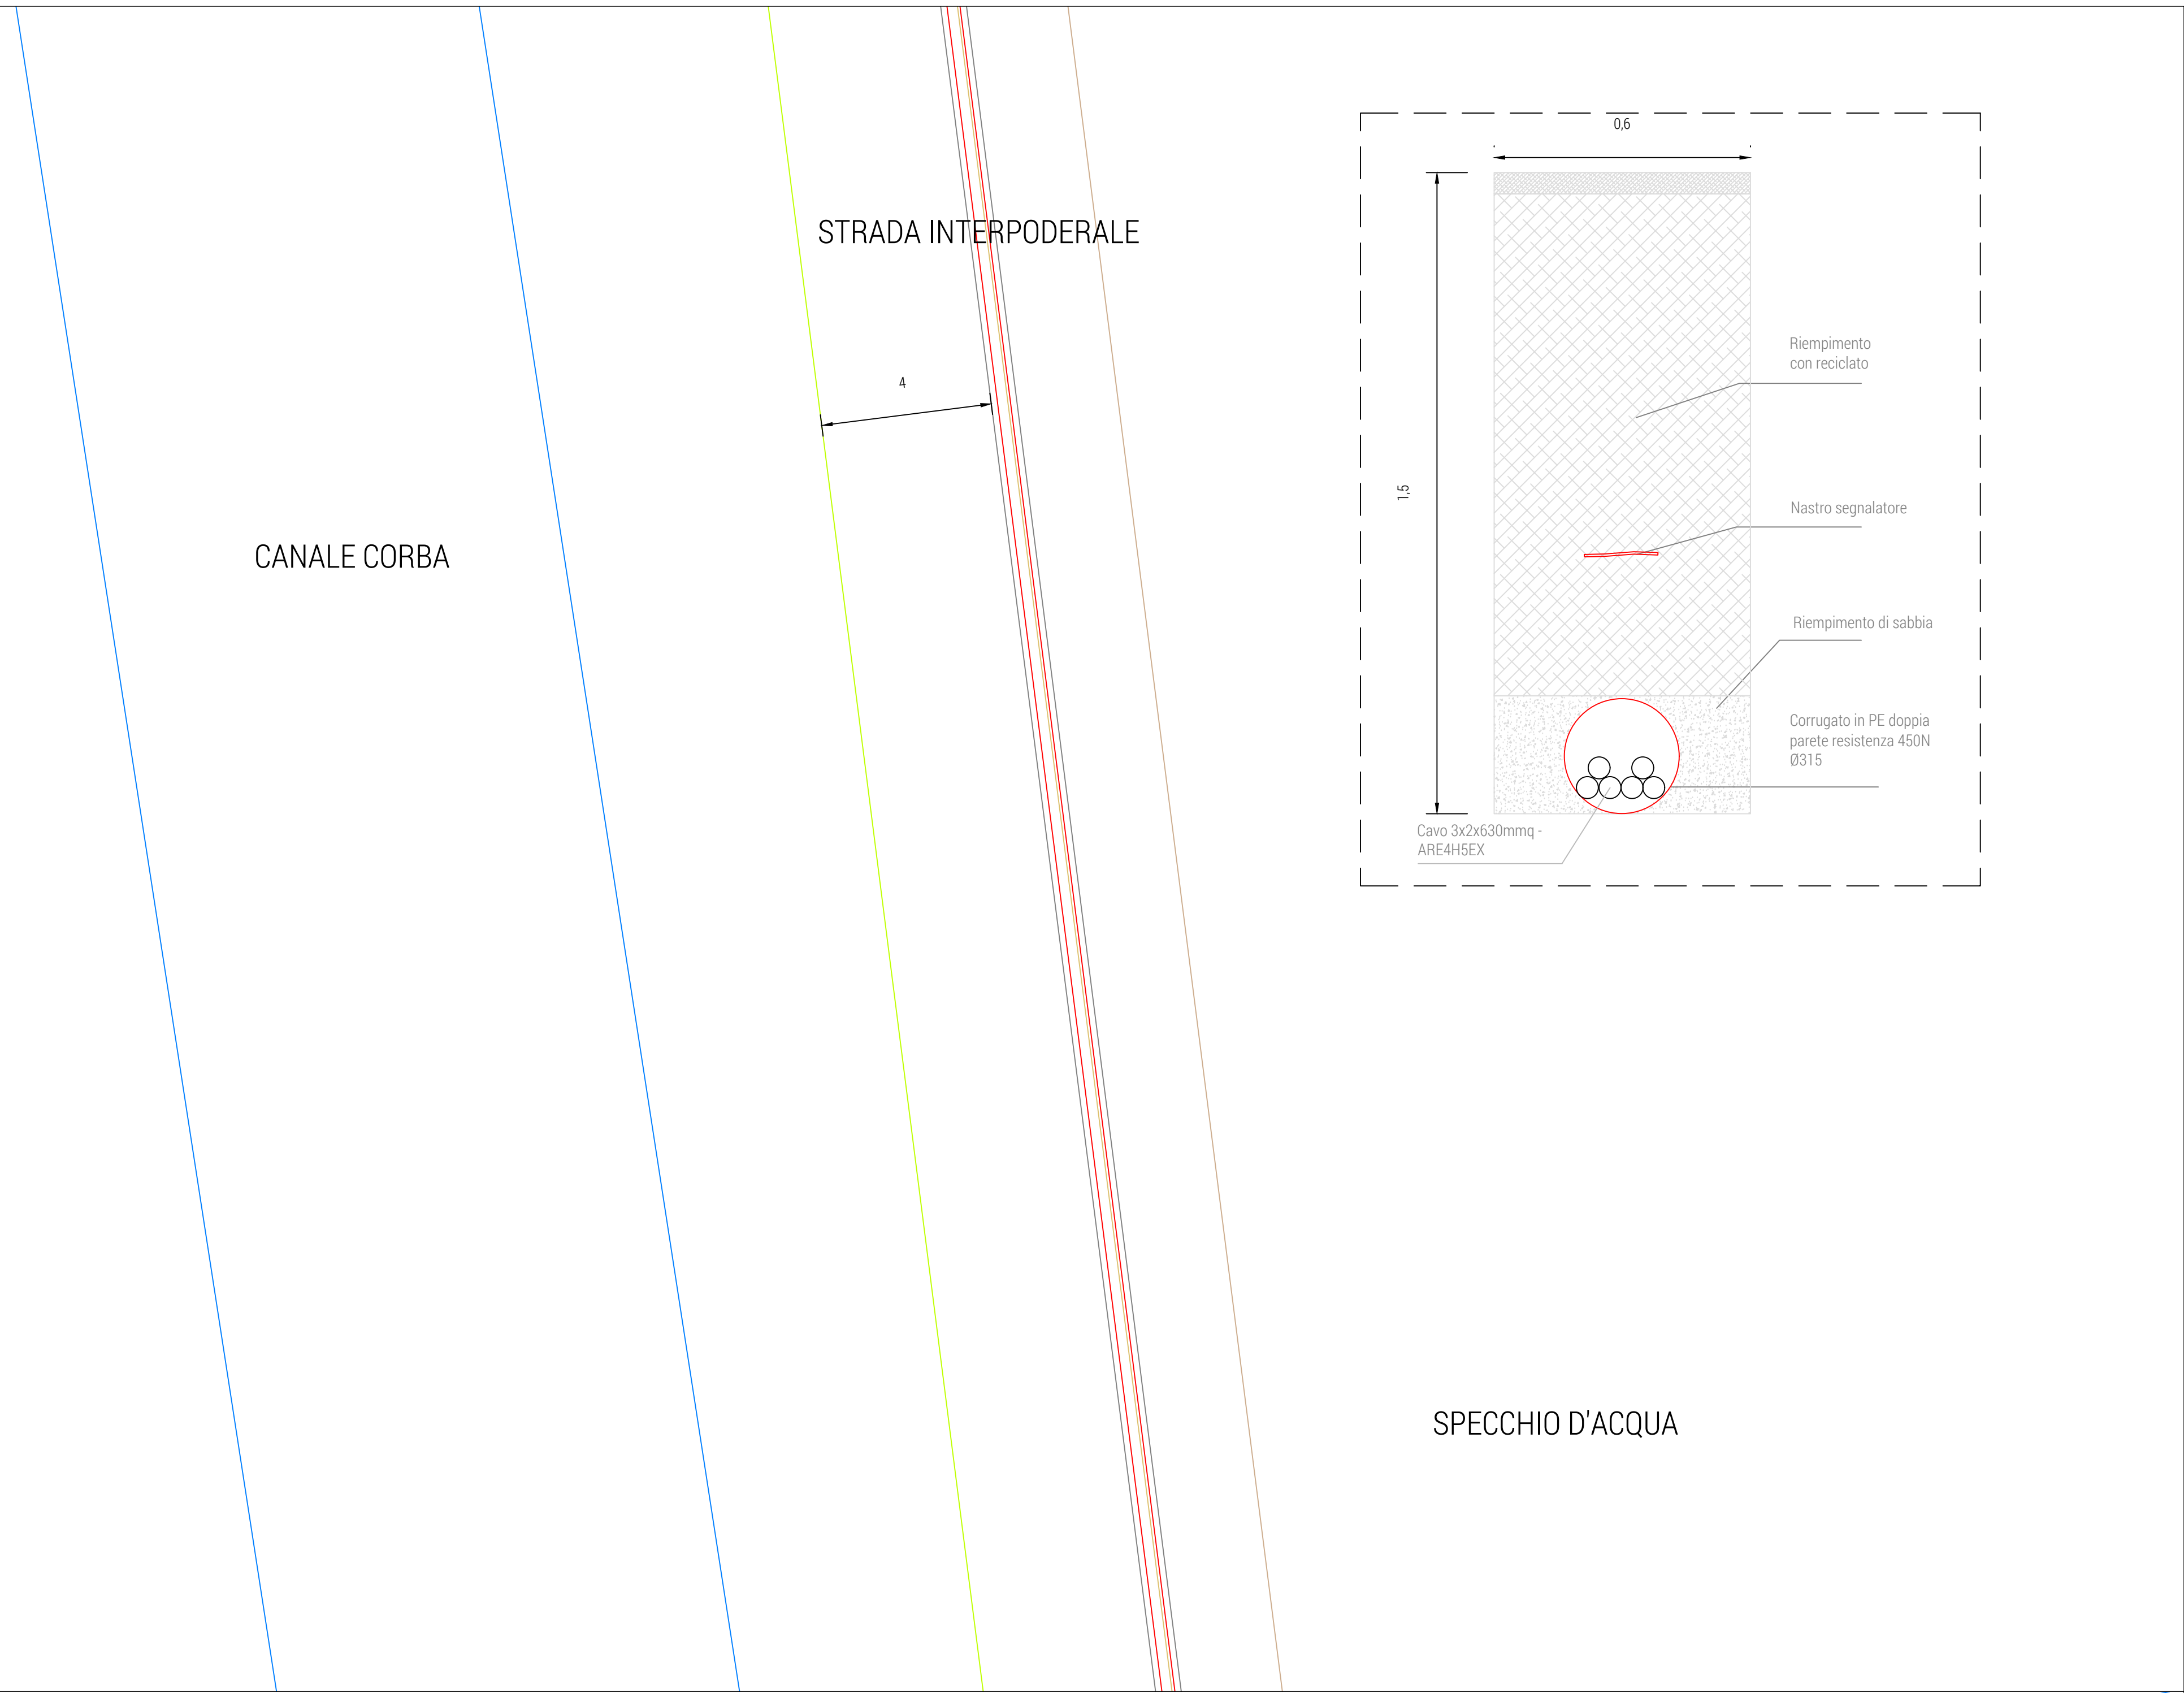 STRADA INTERPODERALE
4
CANALE CORBA
0,6
1,5
Riempimento
con reciclato
Nastro segnalatore
Riempimento di sabbia
Corrugato in PE doppia
parete resistenza 450N
Ø315
Cavo 3x2x630mmq -
ARE4H5EX
SPECCHIO D'ACQUA